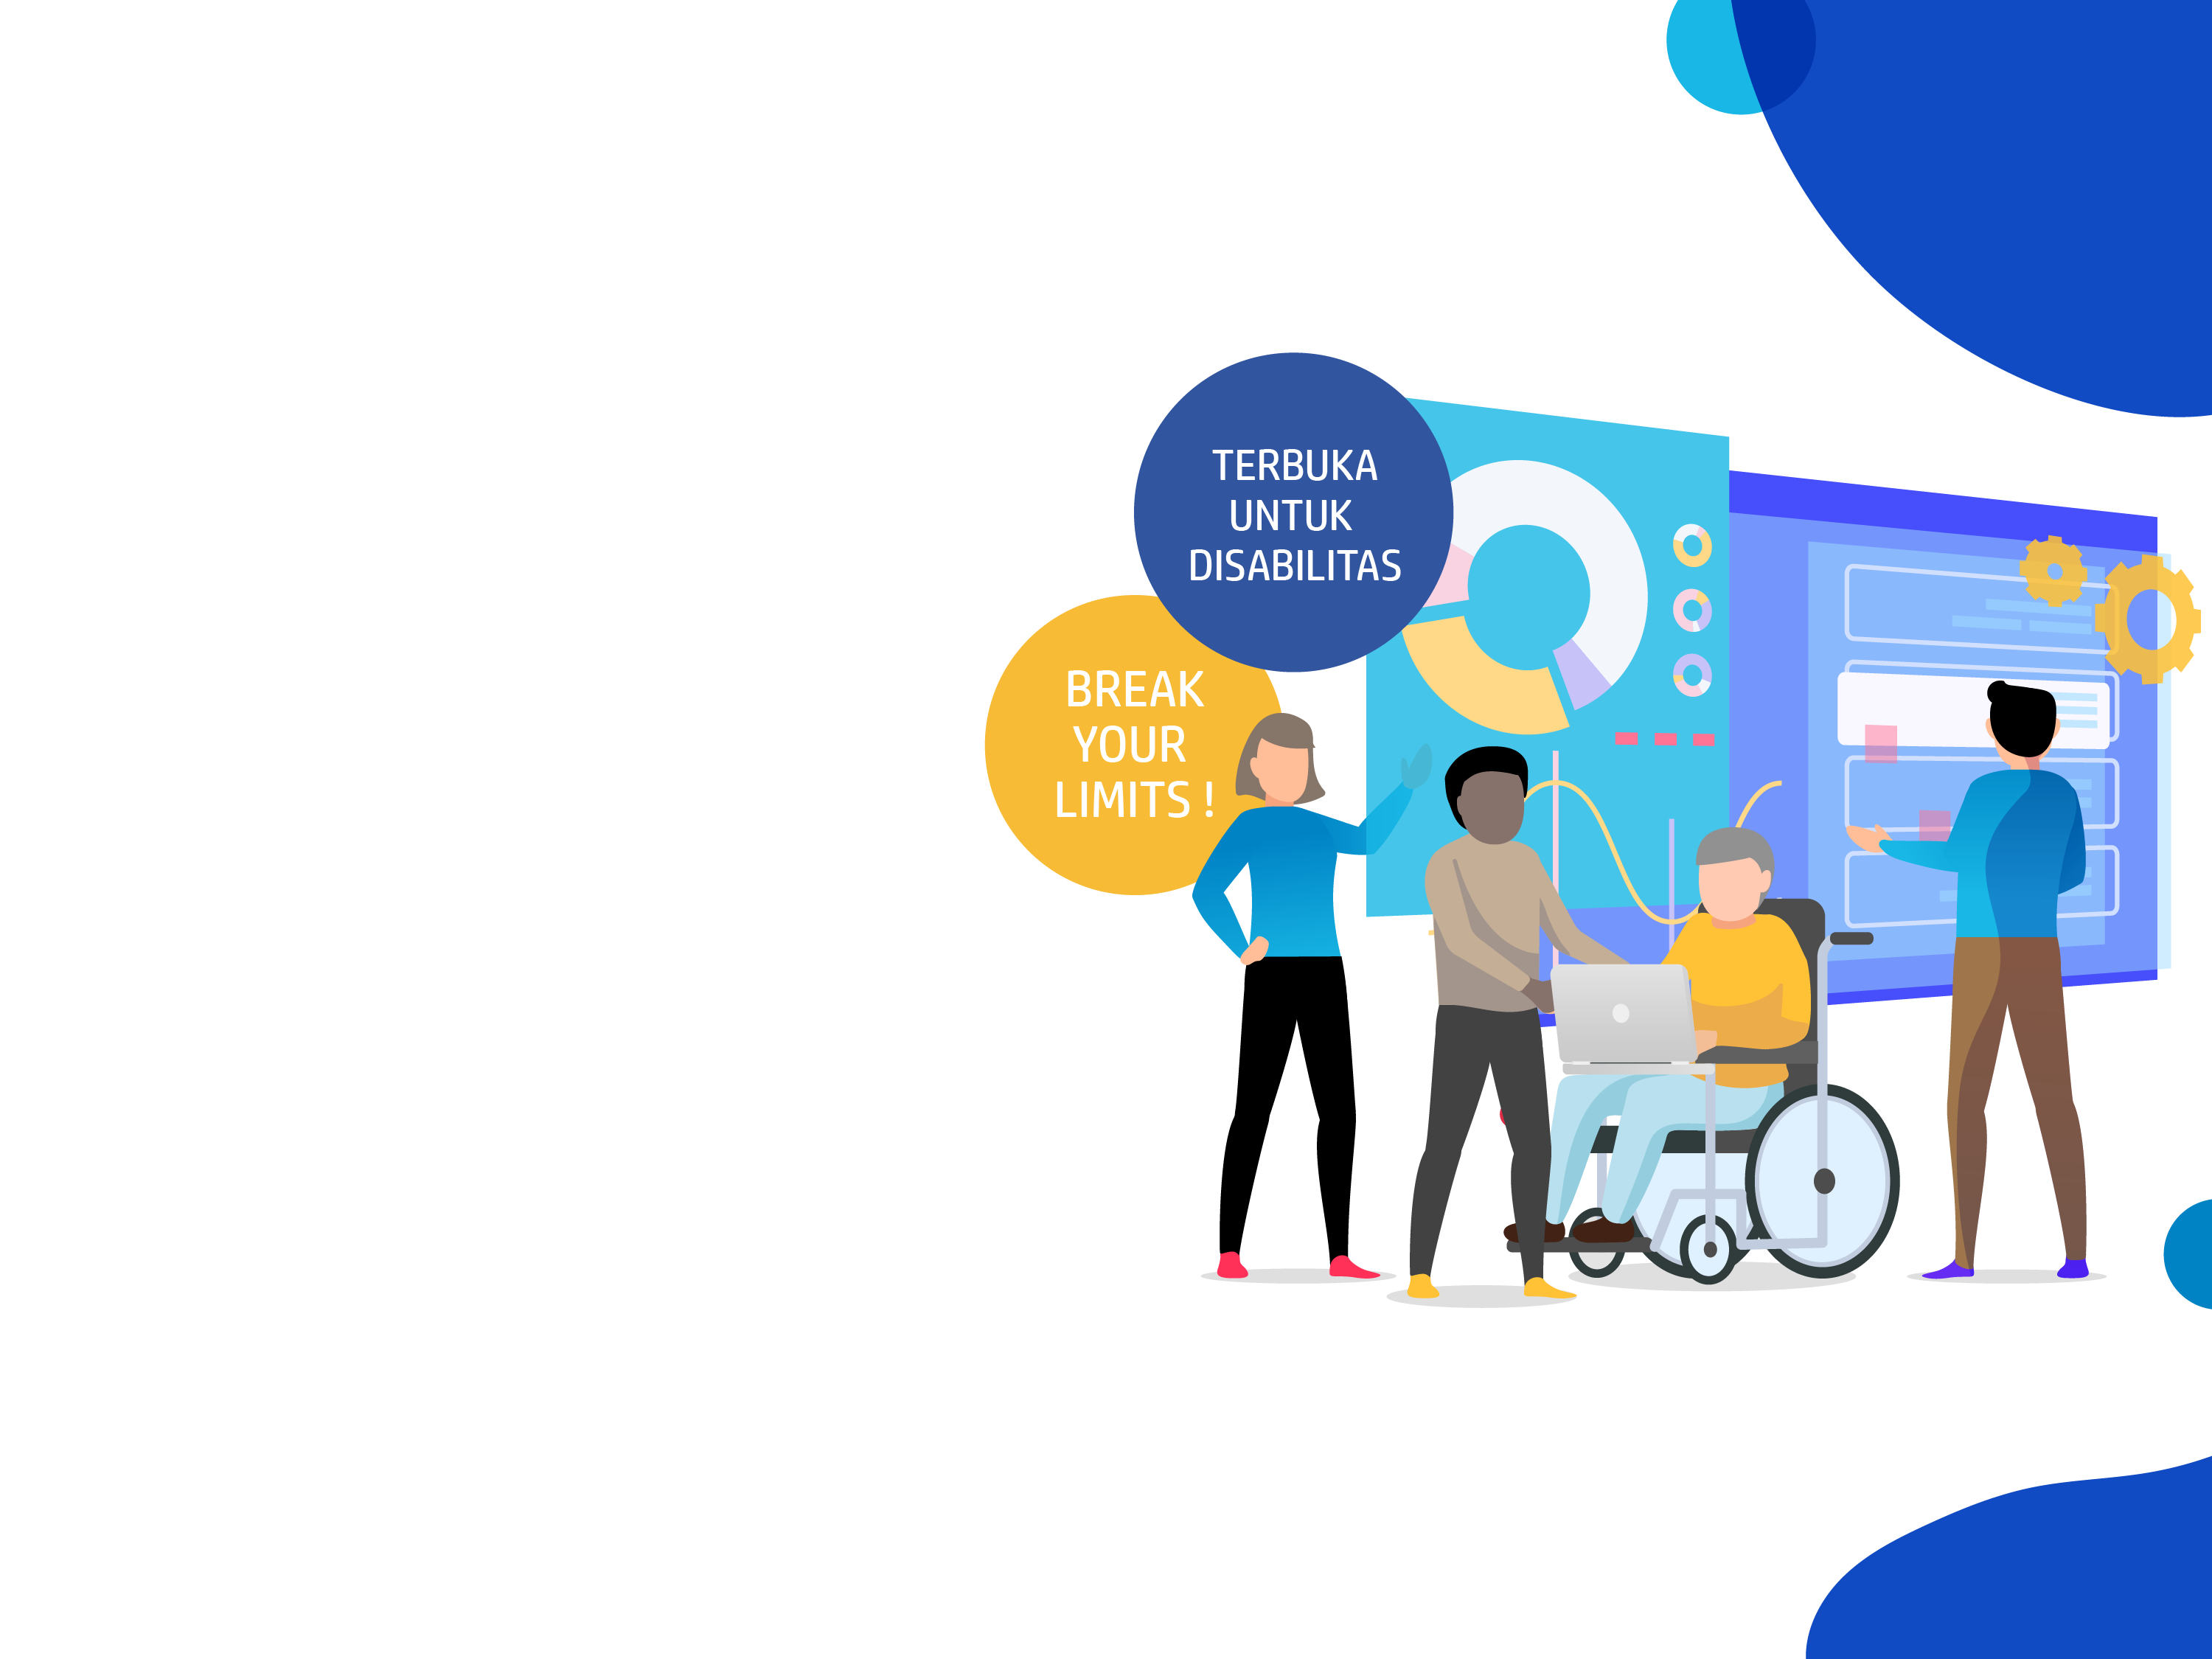 TERBUKA
UNTUK
DISABILITAS
BREAK
YOUR
LIMITS !